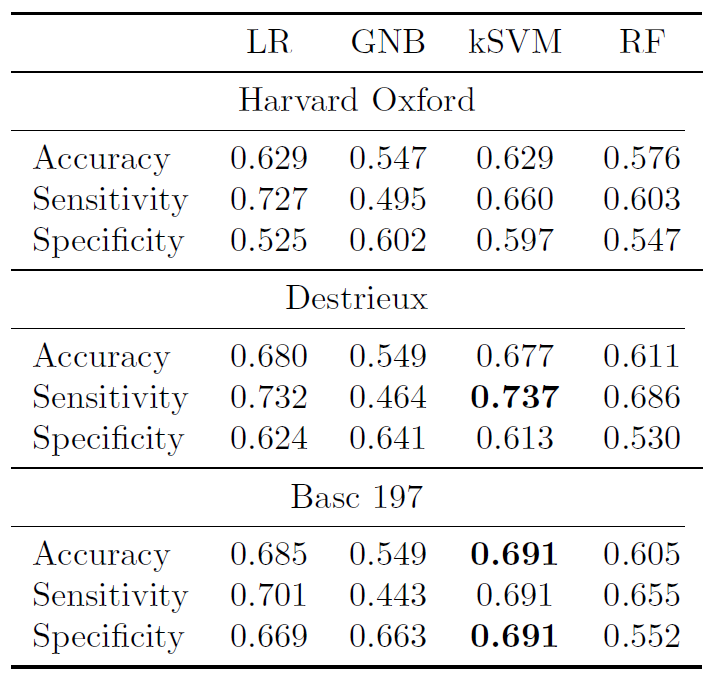 LR GNB kSVM RF
Harvard Oxford
Accuracy 0.629 0.547 0.629 0.576
Sensitivity 0.727 0.495 0.660 0.603
Specificity 0.525 0.602 0.597 0.547
Destrieux
Accuracy 0.680 0.549 0.677 0.611
Sensitivity 0.732 0.464 0.737 0.686
Specificity 0.624 0.641 0.613 0.530
Basc 197
Accuracy 0.685 0.549 0.691 0.605
Sensitivity 0.701 0.443 0.691 0.655
Specificity 0.669 0.663 0.691 0.552